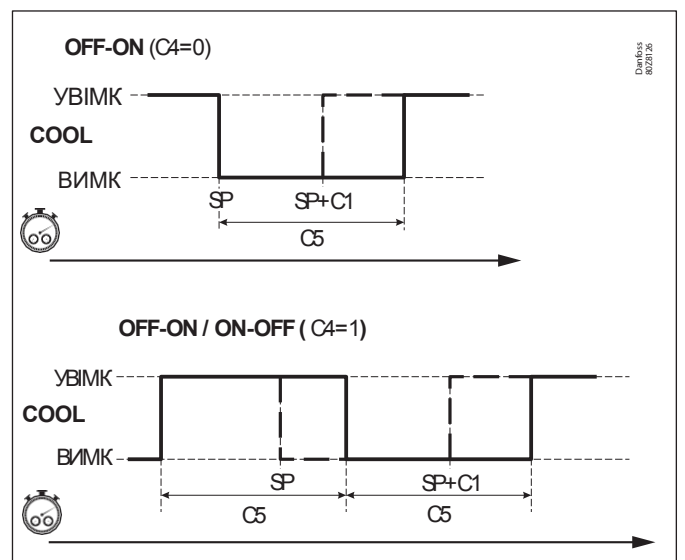 OFF-ON (C4=0)
Danfoss
80Z8126
УВІМК
COOL
ВИМК
SP SP+C1
C5
OFF-ON / ON-OFF ( C4=1)
УВІМК
COOL
ВИМК
SP SP+C1
C5 C5